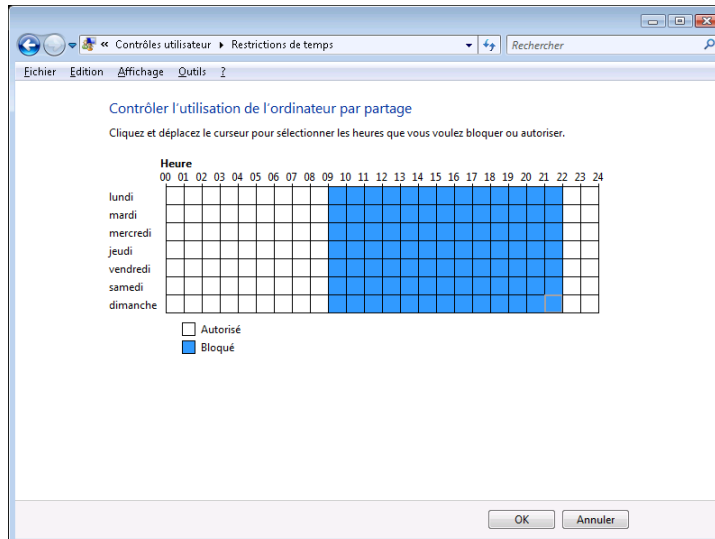 « Contrôles utilisateur ▸ Restrictions de temps
Rechercher
Eichier Edition Affichage Outils ?
Contrôler l'utilisation de l'ordinateur par partage
Cliquez et déplacez le curseur pour sélectionner les heures que vous voulez bloquer ou autoriser.
Heure
00 01 02 03 04 05 06 07 08 09 10 11 12 13 14 15 16 17 18 19 20 21 22 23 24
lundi
mardi
mercredi
jeudi
vendredi
samedi
dimanche
Autorisé
Bloqué
OK Annuler